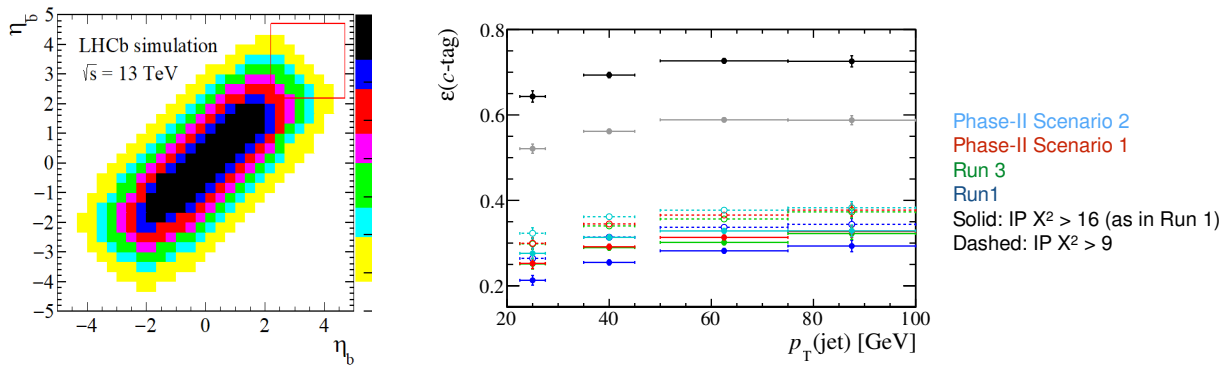 η_b̅
LHCb simulation
√s = 13 TeV
5
4
3
2
1
0
−1
−2
−3
−4
−5
−4 −2 0 2 4
η_b
ε(c-tag)
0.8
0.6
0.4
0.2
20 40 60 80 100
p_T(jet) [GeV]
Phase-II Scenario 2
Phase-II Scenario 1
Run 3
Run1
Solid: IP X² > 16 (as in Run 1)
Dashed: IP X² > 9